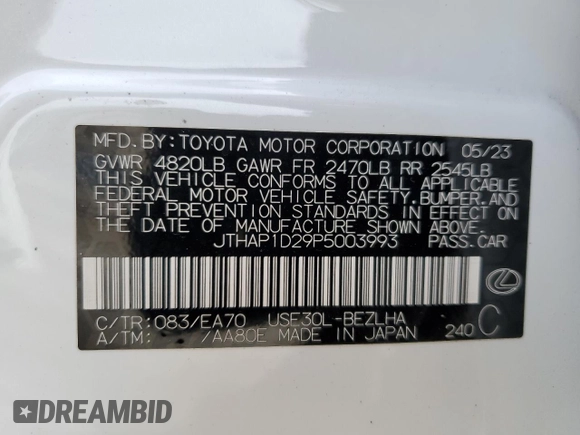 MFD. BY: TOYOTA MOTOR CORPORATION 05/23
GVWR 4820LB GAWR FR 2470LB RR 2545LB
THIS VEHICLE CONFORMS TO ALL APPLICABLE
FEDERAL MOTOR VEHICLE SAFETY, BUMPER, AND
THEFT PREVENTION STANDARDS IN EFFECT ON
THE DATE OF MANUFACTURE SHOWN ABOVE.
JTHAP1D29P5003993 PASS.CAR
C/TR: 083/EA70 USE30L-BEZLHA
A/TM: /AA80E MADE IN JAPAN 240 C
DREAMBID